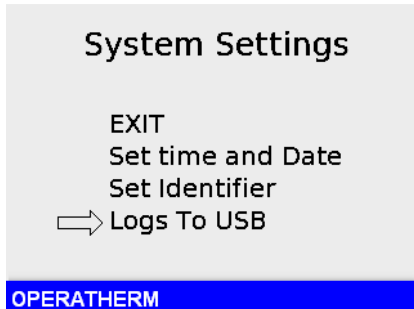 System Settings
EXIT
Set time and Date
Set Identifier
Logs To USB
OPERATHERM